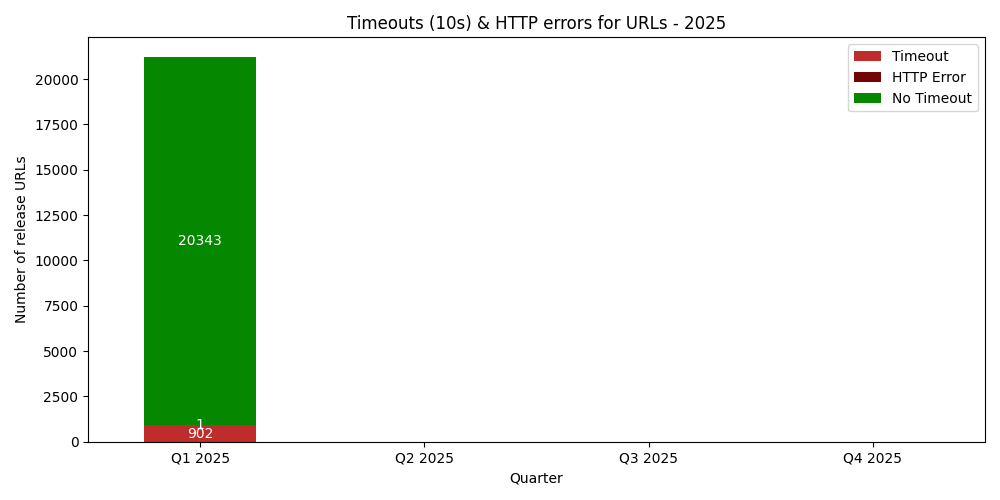 Timeouts (10s) & HTTP errors for URLs - 2025
Timeout
HTTP Error
No Timeout
Number of release URLs
20000
17500
15000
12500
10000
7500
5000
2500
0
20343
1
902
Q1 2025
Q2 2025
Q3 2025
Q4 2025
Quarter